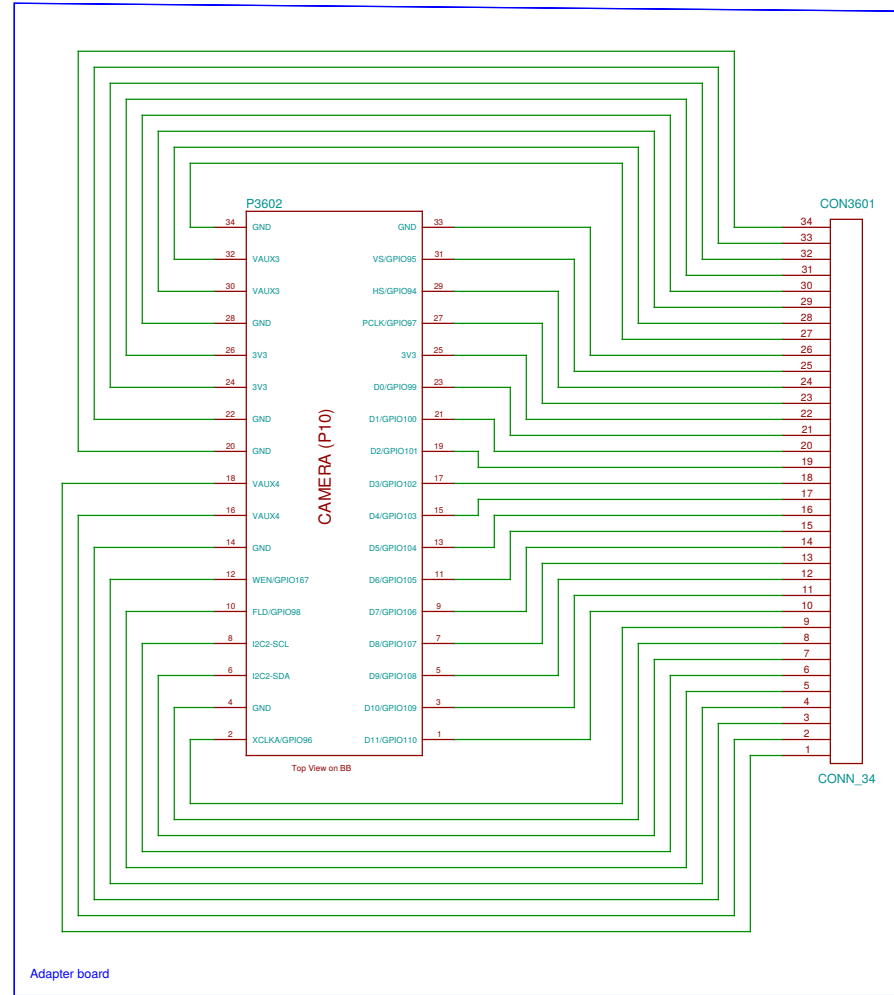 P3602
CON3601
34 GND GND 33
32 VAUX3 VS/GPIO95 31
30 VAUX3 HS/GPIO94 29
28 GND PCLK/GPIO97 27
26 3V3 3V3 25
24 3V3 D0/GPIO99 23
22 GND D1/GPIO100 21
20 GND D2/GPIO101 19
18 VAUX4 D3/GPIO102 17
16 VAUX4 D4/GPIO103 15
14 GND D5/GPIO104 13
12 WEN/GPIO167 D6/GPIO105 11
10 FLD/GPIO98 D7/GPIO106 9
8 I2C2-SCL D8/GPIO107 7
6 I2C2-SDA D9/GPIO108 5
4 GND D10/GPIO109 3
2 XCLKA/GPIO96 D11/GPIO110 1
CAMERA (P10)
Top View on BB
34
33
32
31
30
29
28
27
26
25
24
23
22
21
20
19
18
17
16
15
14
13
12
11
10
9
8
7
6
5
4
3
2
1
CONN_34
Adapter board